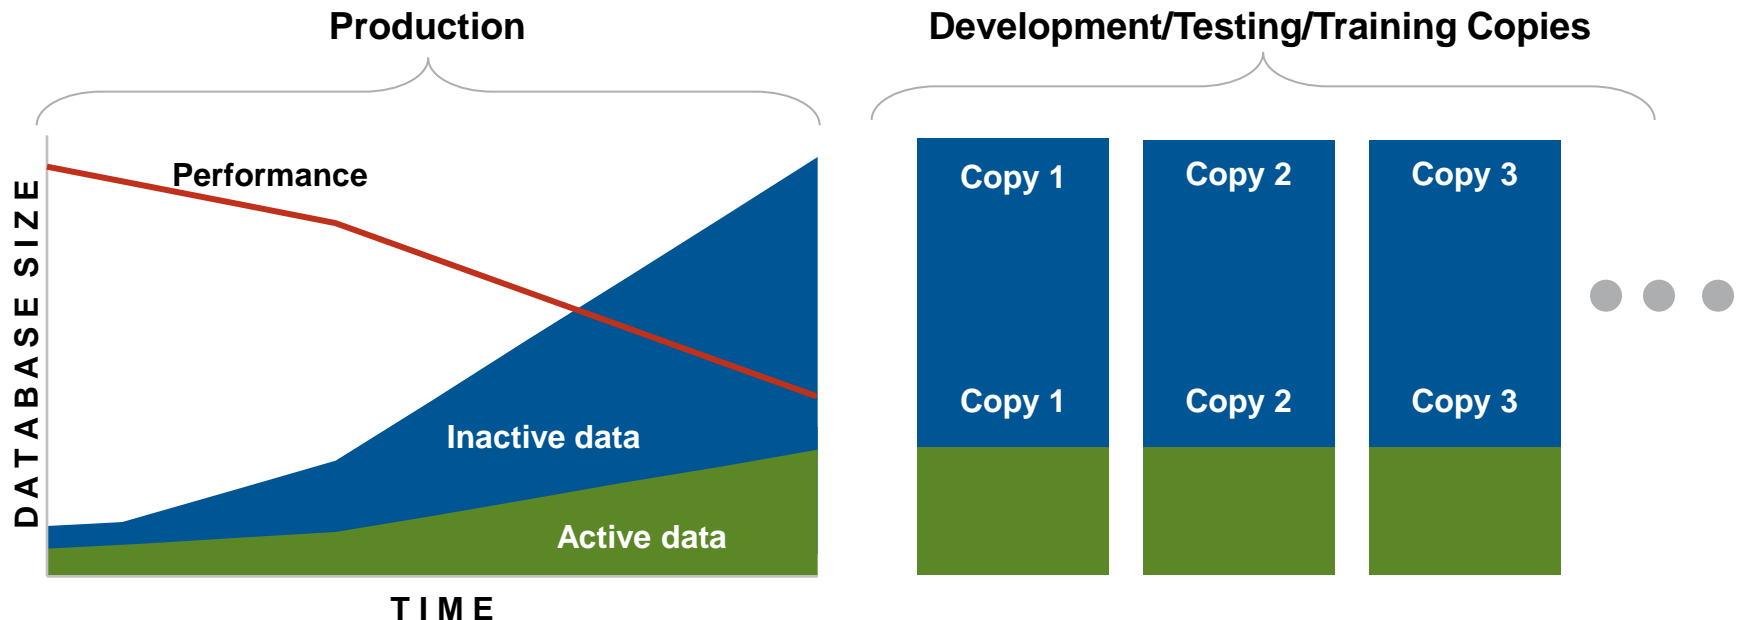 Production
Development/Testing/Training Copies
DATABASE SIZE
Performance
Inactive data
Active data
TIME
Copy 1
Copy 2
Copy 3
Copy 1
Copy 2
Copy 3